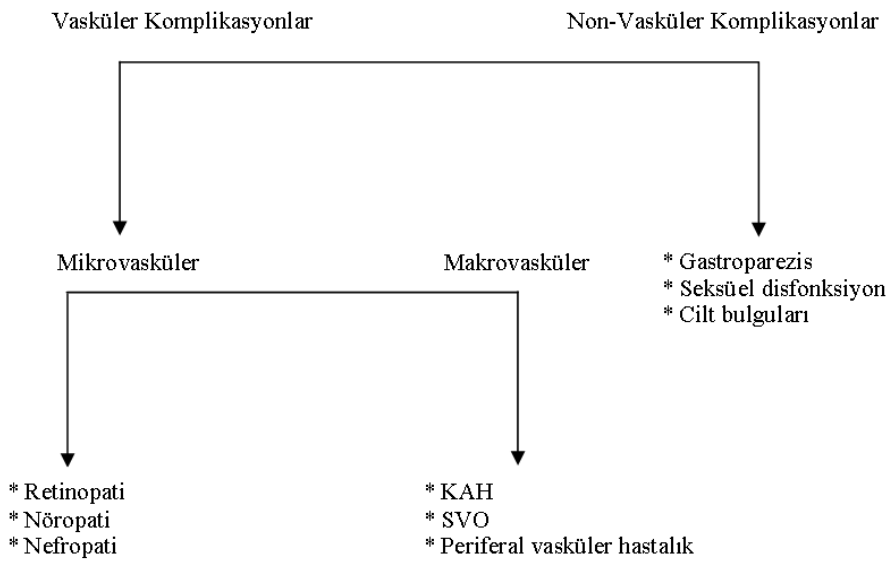 Vasküler Komplikasyonlar
Non-Vasküler Komplikasyonlar
Mikrovasküler
Makrovasküler
* Gastroparezis
* Seksüel disfonksiyon
* Cilt bulguları
* Retinopati
* Nöropati
* Nefropati
* KAH
* SVO
* Periferal vasküler hastalık